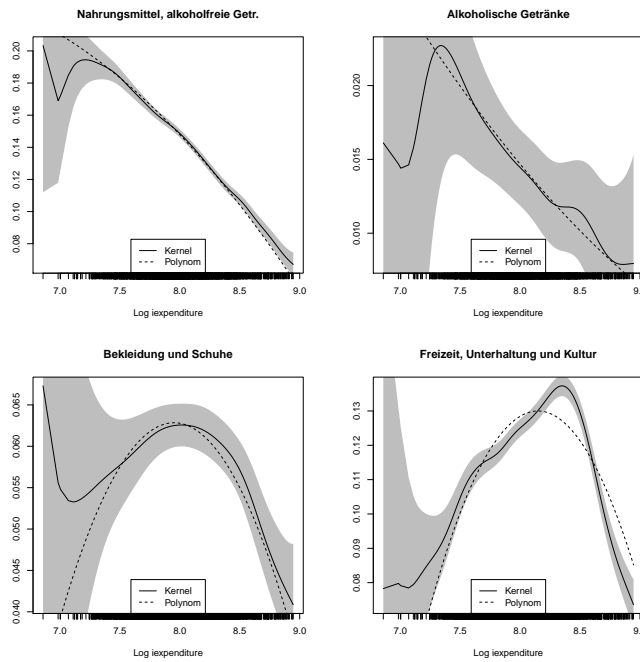 Nahrungsmittel, alkoholfreie Getr.
0.20
0.18
0.16
0.14
0.12
0.10
0.08
Kernel
Polynom
7.0 7.5 8.0 8.5 9.0
Log iexpenditure
Alkoholische Getränke
0.020
0.015
0.010
Kernel
Polynom
7.0 7.5 8.0 8.5 9.0
Log iexpenditure
Bekleidung und Schuhe
0.065
0.060
0.055
0.050
0.045
0.040
Kernel
Polynom
7.0 7.5 8.0 8.5 9.0
Log iexpenditure
Freizeit, Unterhaltung und Kultur
0.13
0.12
0.11
0.10
0.09
0.08
Kernel
Polynom
7.0 7.5 8.0 8.5 9.0
Log iexpenditure